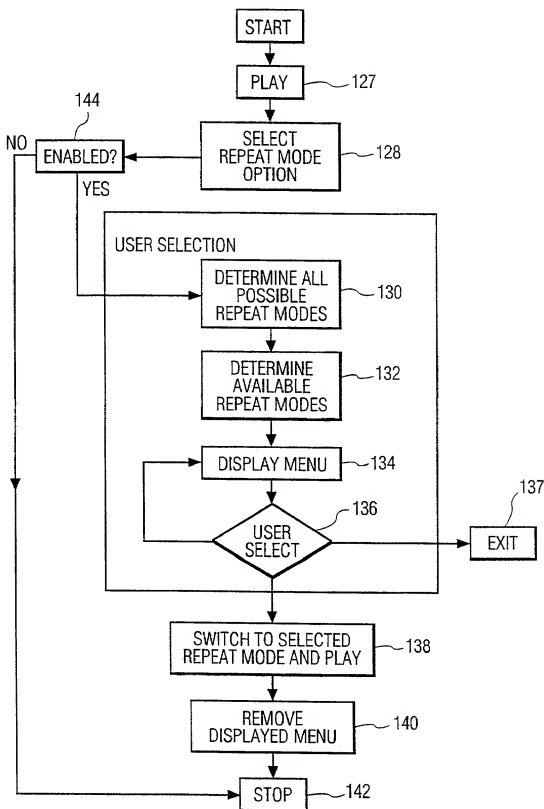 START
PLAY
127
144
NO
ENABLED?
SELECT
REPEAT MODE
OPTION
128
YES
USER SELECTION
DETERMINE ALL
POSSIBLE
REPEAT MODES
130
DETERMINE
AVAILABLE
REPEAT MODES
132
DISPLAY MENU
134
USER
SELECT
136
137
EXIT
SWITCH TO SELECTED
REPEAT MODE AND PLAY
138
REMOVE
DISPLAYED MENU
140
STOP
142